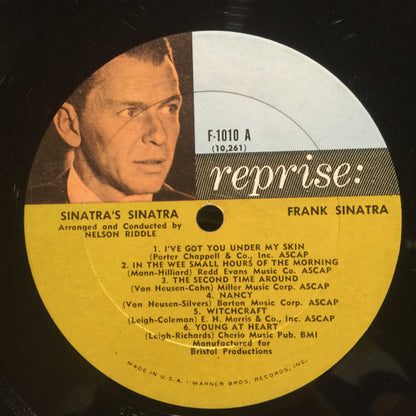 F-1010 A
(10,261)
reprise:
SINATRA'S SINATRA
FRANK SINATRA
Arranged and Conducted by
NELSON RIDDLE
1. I'VE GOT YOU UNDER MY SKIN
(Porter Chappell & Co., Inc. ASCAP
2. IN THE WEE SMALL HOURS OF THE MORNING
(Mann-Hilliard) Redd Evans Music Co. ASCAP
3. THE SECOND TIME AROUND
(Van Heusen-Cahn) Miller Music Corp. ASCAP
4. NANCY
(Van Heusen-Silvers) Barton Music Corp. ASCAP
5. WITCHCRAFT
(Leigh-Coleman) E. H. Morris & Co., Inc. ASCAP
6. YOUNG AT HEART
(Leigh-Richards) Cherio Music Pub. BMI
Manufactured for
Bristol Productions
MADE IN U.S.A. - WARNER BROS. RECORDS, INC.